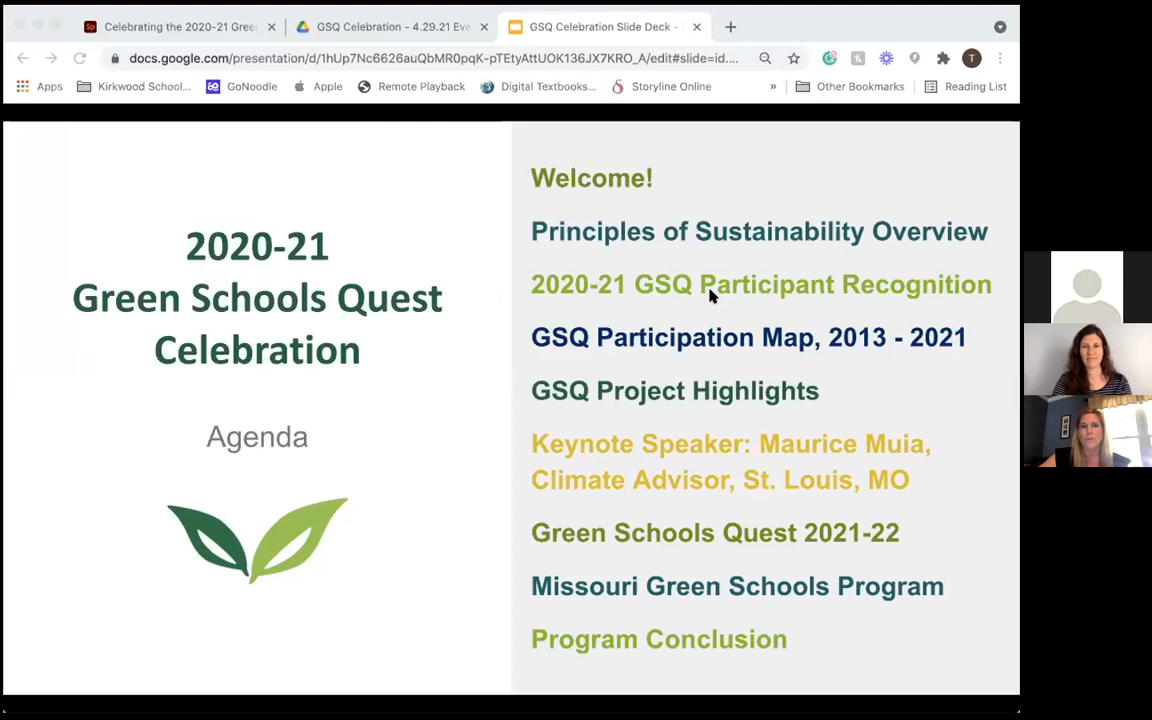 Celebrating the 2020-21 Green
GSQ Celebration - 4.29.21 Eve
GSQ Celebration Slide Deck -
docs.google.com/presentation/d/1hUp7Nc6626auQbMR0pqK-pTEtyAttUOK136JX7KRO_A/edit#slide=id....
T
Apps
Kirkwood School...
GoNoodle
Apple
Remote Playback
Digital Textbooks...
Storyline Online
»
Other Bookmarks
Reading List
2020-21
Green Schools Quest
Celebration
Agenda
Welcome!
Principles of Sustainability Overview
2020-21 GSQ Participant Recognition
GSQ Participation Map, 2013 - 2021
GSQ Project Highlights
Keynote Speaker: Maurice Muia,
Climate Advisor, St. Louis, MO
Green Schools Quest 2021-22
Missouri Green Schools Program
Program Conclusion